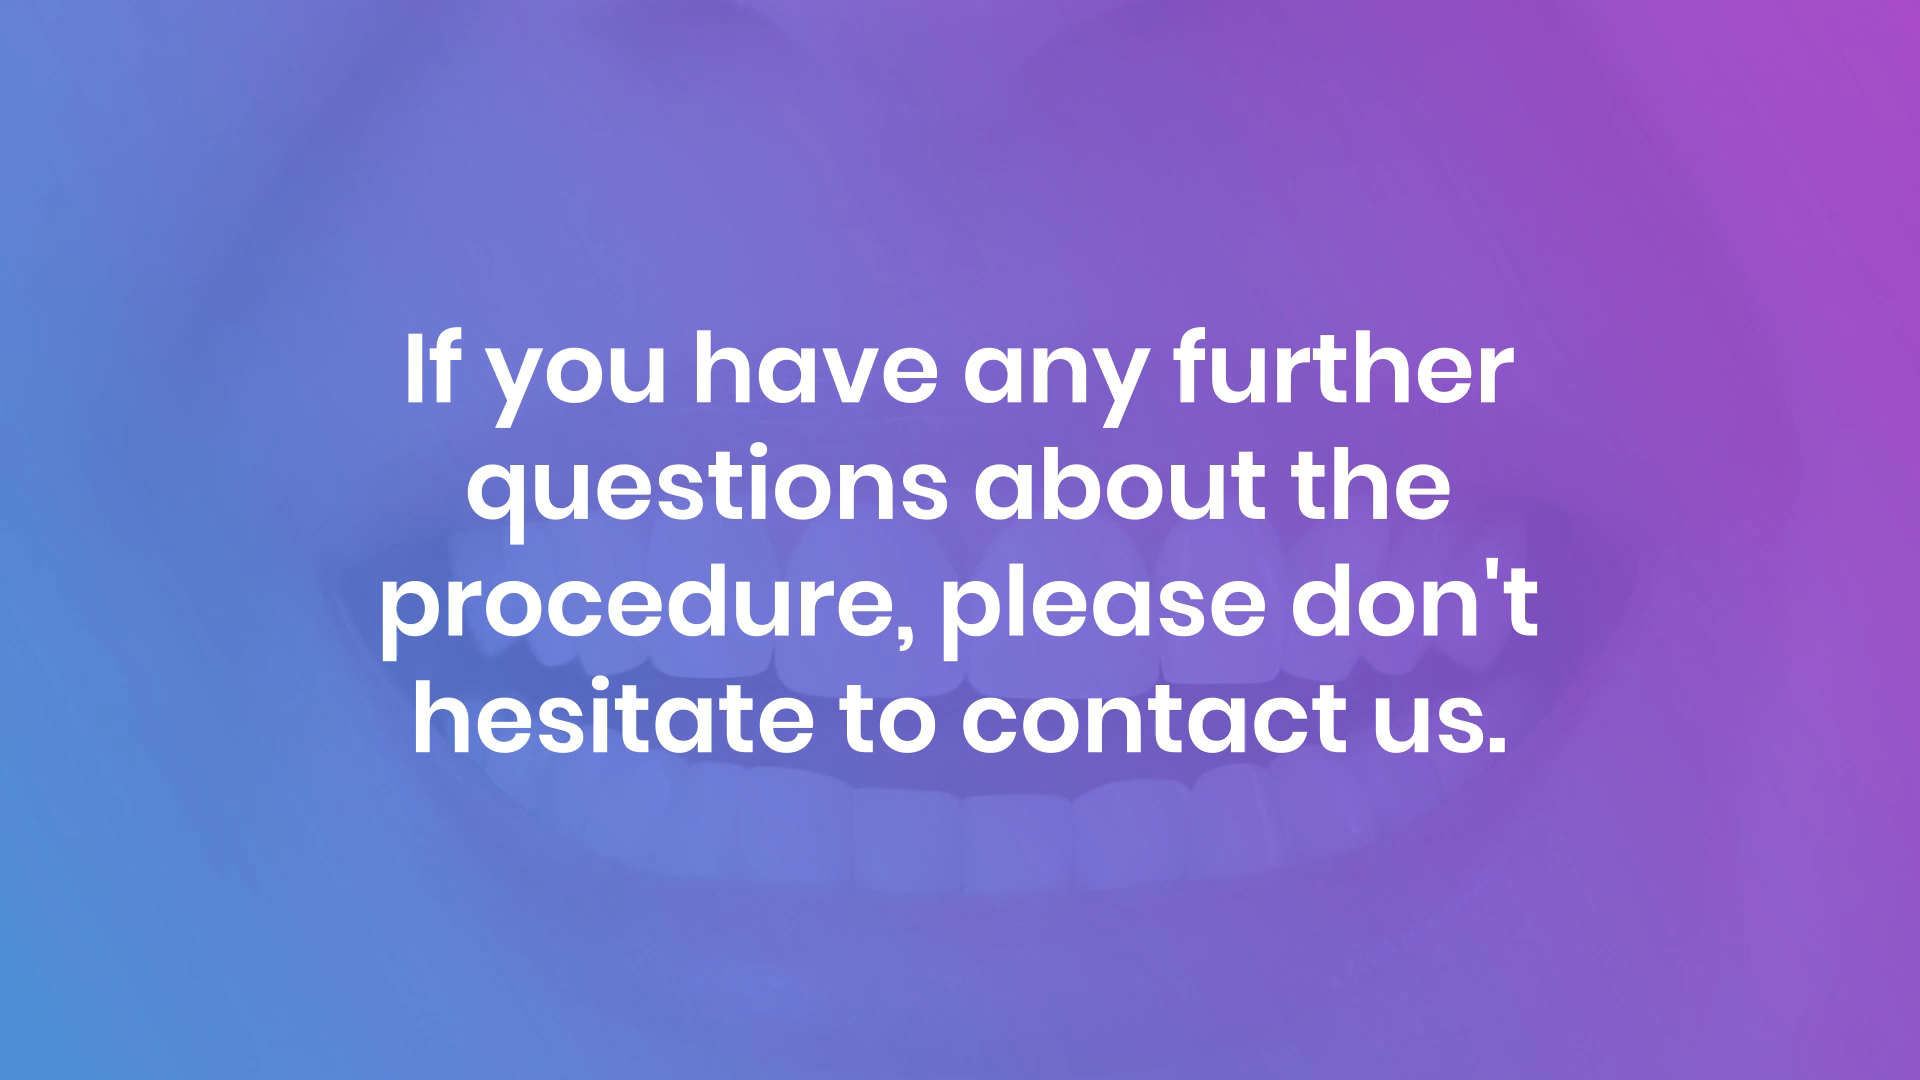 If you have any further
questions about the
procedure, please don't
hesitate to contact us.